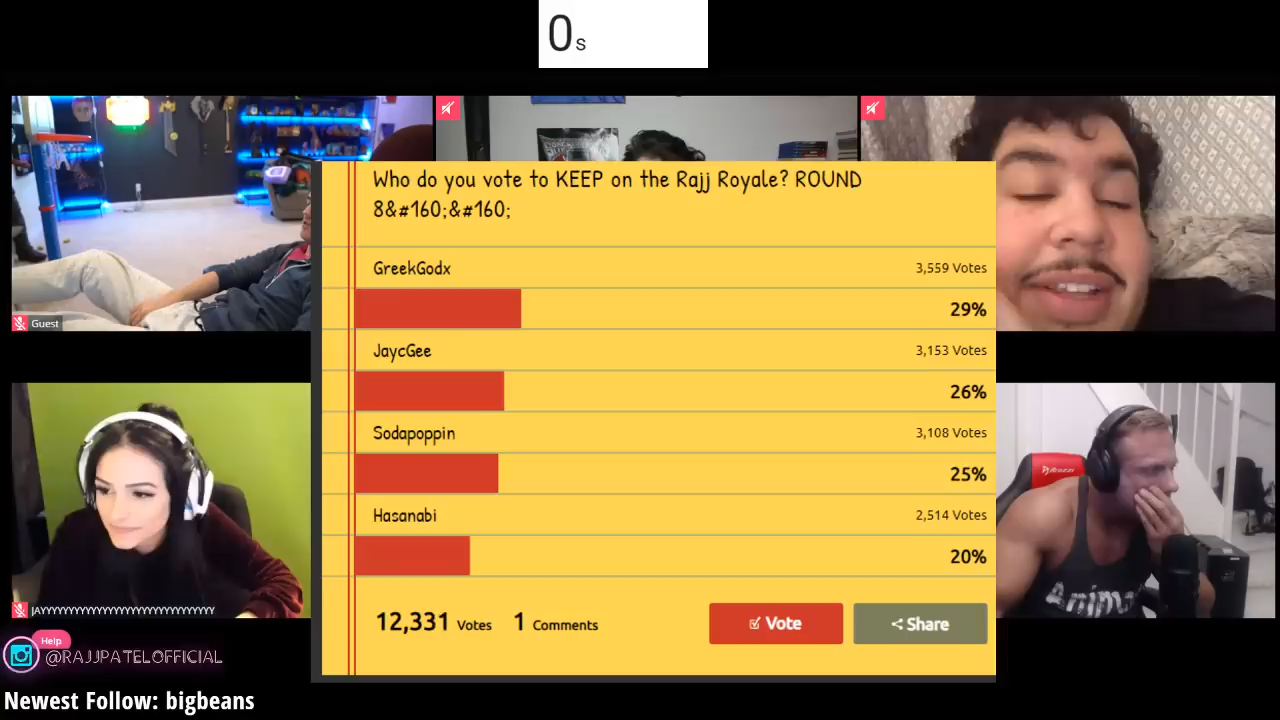 0s
Who do you vote to KEEP on the Rajj Royale? ROUND
8&#160;&#160;
GreekGodx 3,559 Votes
29%
JaycGee 3,153 Votes
26%
Sodapoppin 3,108 Votes
25%
Hasanabi 2,514 Votes
20%
12,331 Votes 1 Comments Vote Share
Guest
JAYYYYYYYYYYYYYYYYYYYYYYYYYYYYYY
Help
@RAJJPATELOFFICIAL
Newest Follow: bigbeans